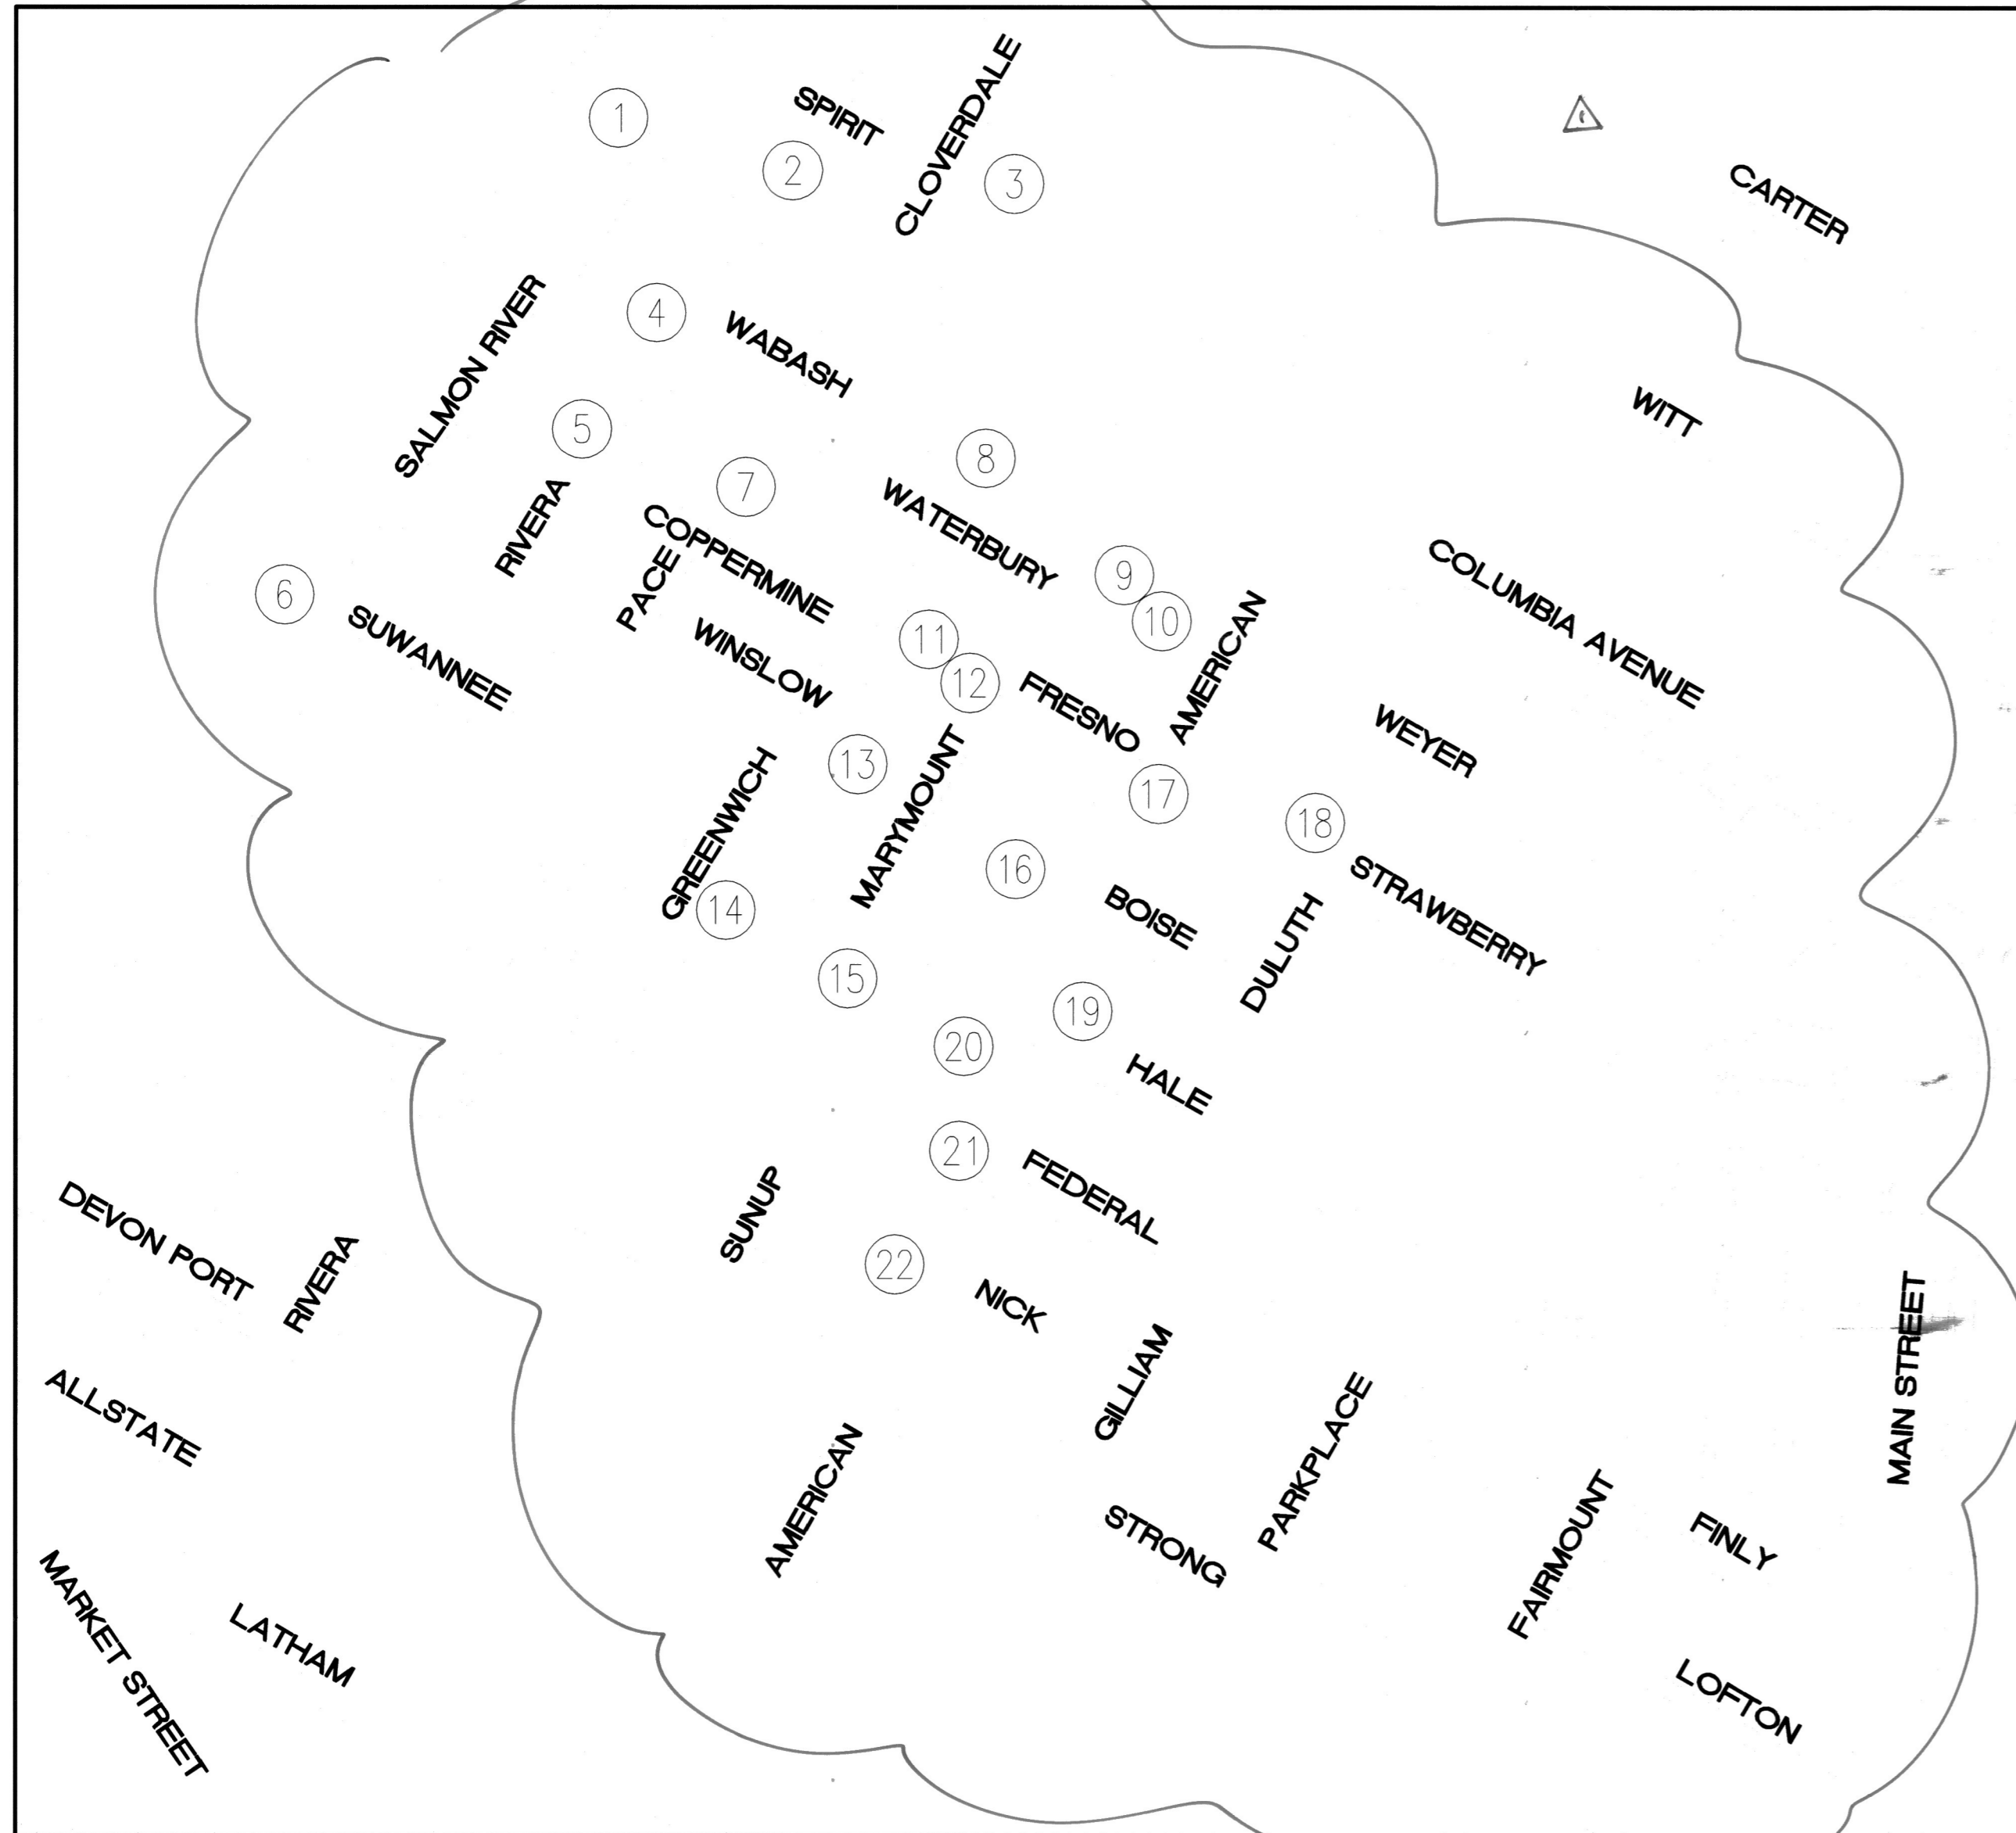 1
SPIRIT
CLOVERDALE
2
3
1
CARTER
SALMON RIVER
4
WABASH
WITT
5
8
7
RIVERA
COPPERMINE
PACE
WATERBURY
9
10
COLUMBIA AVENUE
6
SUWANNEE
WINSLOW
11
12
FRESNO
AMERICAN
WEYER
13
MARYMOUNT
GREENWICH
17
18
14
16
BOISE
STRAWBERRY
DULUTH
15
19
20
HALE
21
FEDERAL
SUNUP
DEVON PORT
RIVERA
22
NICK
MAIN STREET
GILLIAM
PARKPLACE
ALLSTATE
AMERICAN
STRONG
FAIRMOUNT
FINLY
MARKET STREET
LATHAM
LOFTON